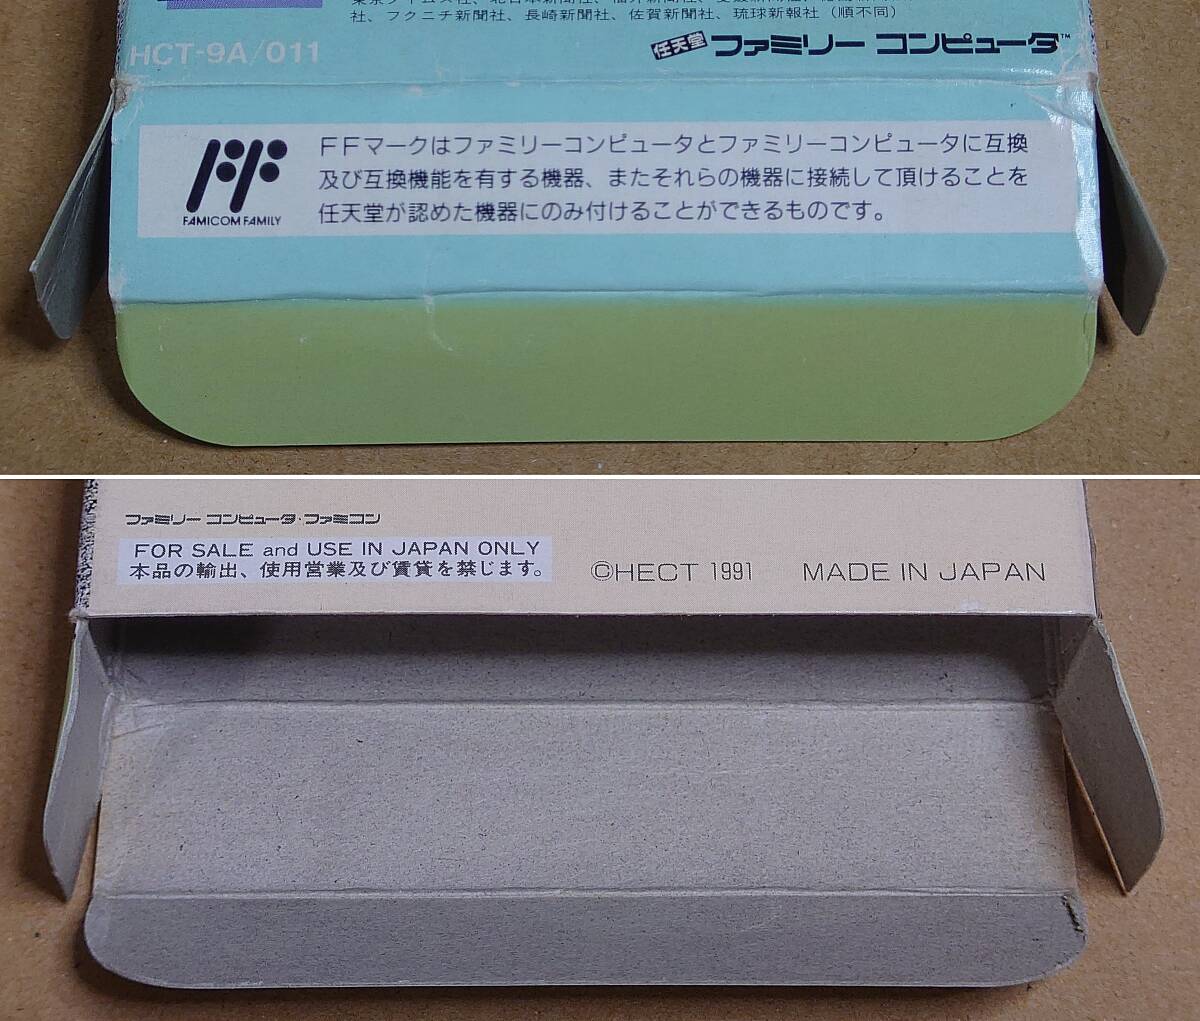 社、フクニチ新聞社、長崎新聞社、佐賀新聞社、琉球新報社（順不同）
HCT-9A/011
任天堂 ファミリー コンピュータ™
FFマークはファミリーコンピュータとファミリーコンピュータに互換
及び互換機能を有する機器、またそれらの機器に接続して頂けることを
任天堂が認めた機器にのみ付けることができるものです。
FF
FAMICOM FAMILY
ファミリー コンピュータ・ファミコン
FOR SALE and USE IN JAPAN ONLY
本品の輸出、使用営業及び賃貸を禁じます。
©HECT 1991 MADE IN JAPAN